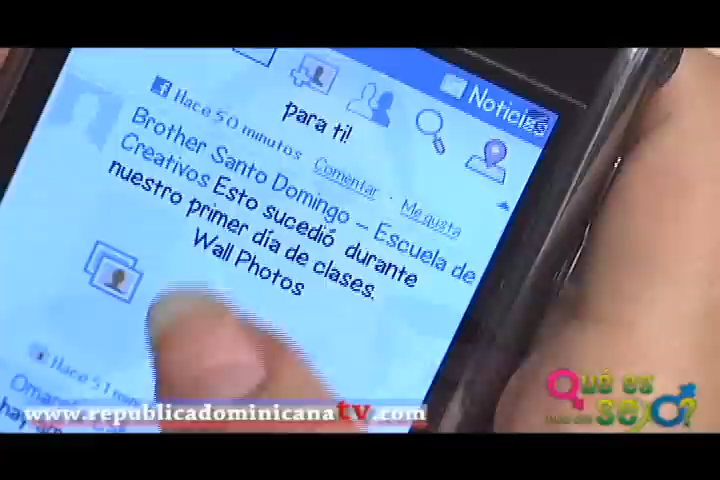 Noticias
para ti!
Hace 50 minutos Comentar · Me gusta
Brother Santo Domingo – Escuela de
Creativos Esto sucedió durante
nuestro primer día de clases.
Wall Photos
Hace 51 min
www.republicadominicanatv.com
Qué es
sexo?